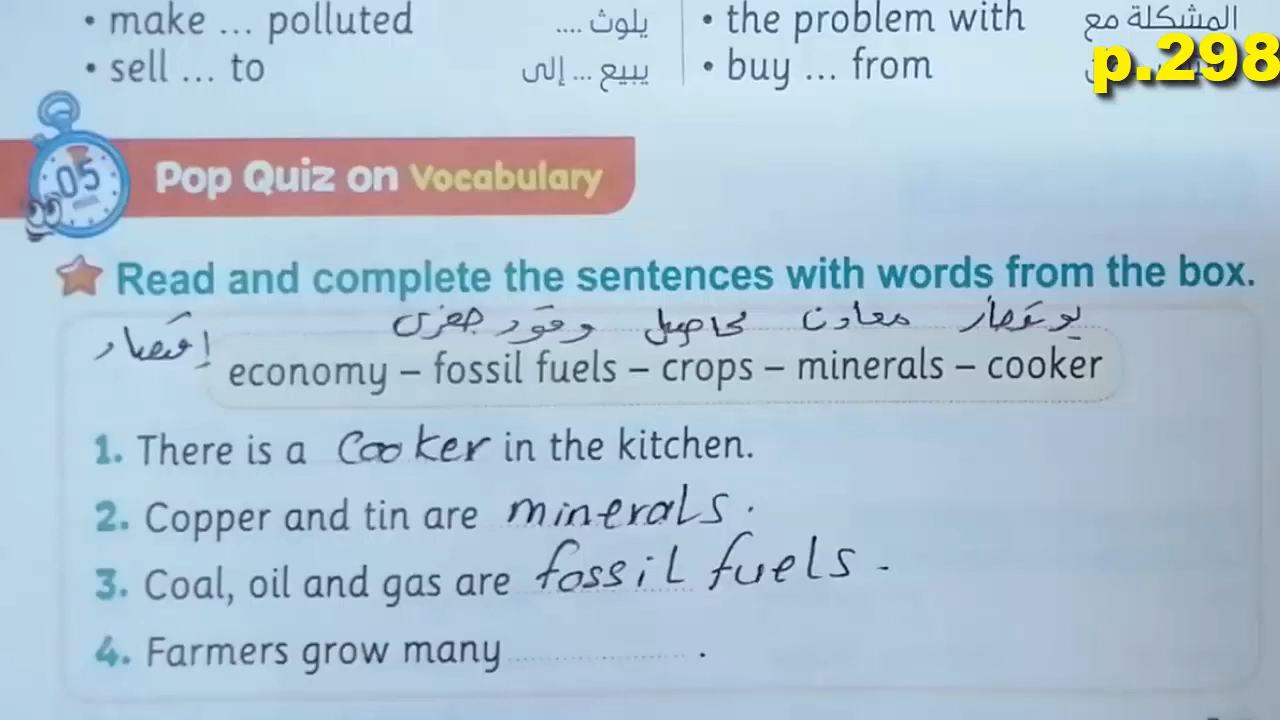 • make ... polluted يلوث .... • the problem with المشكلة مع
p.298
• sell ... to يبيع ... إلى • buy ... from
05
Pop Quiz on Vocabulary
Read and complete the sentences with words from the box.
إقتصاد وقود حفرى محاصيل معادن بوتجاز
economy – fossil fuels – crops – minerals – cooker
1. There is a cooker in the kitchen.
2. Copper and tin are minerals.
3. Coal, oil and gas are fossil fuels.
4. Farmers grow many .................... .